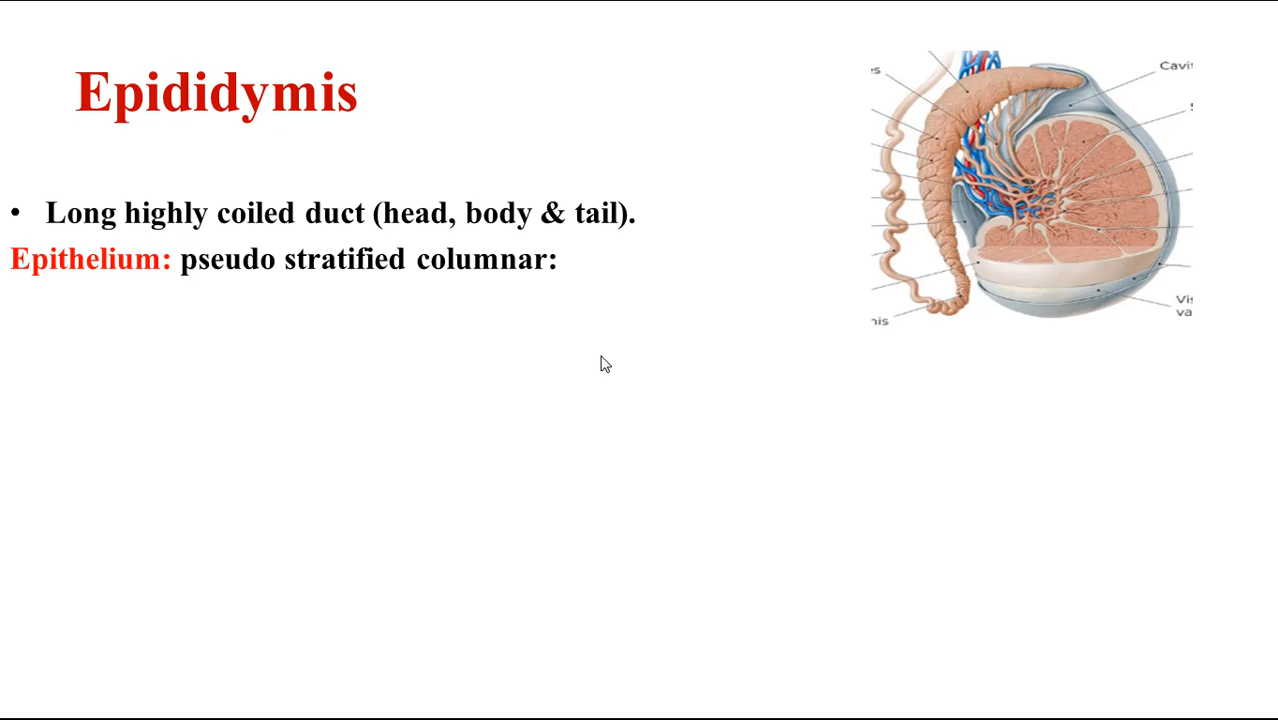 Epididymis
• Long highly coiled duct (head, body & tail).
Epithelium: pseudo stratified columnar: